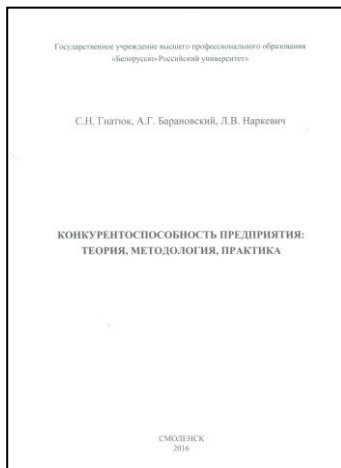 Государственное учреждение высшего профессионального образования
«Белорусско-Российский университет»
С.Н. Гнатюк, А.Г. Барановский, Л.В. Наркевич
КОНКУРЕНТОСПОСОБНОСТЬ ПРЕДПРИЯТИЯ:
ТЕОРИЯ, МЕТОДОЛОГИЯ, ПРАКТИКА
СМОЛЕНСК
2016